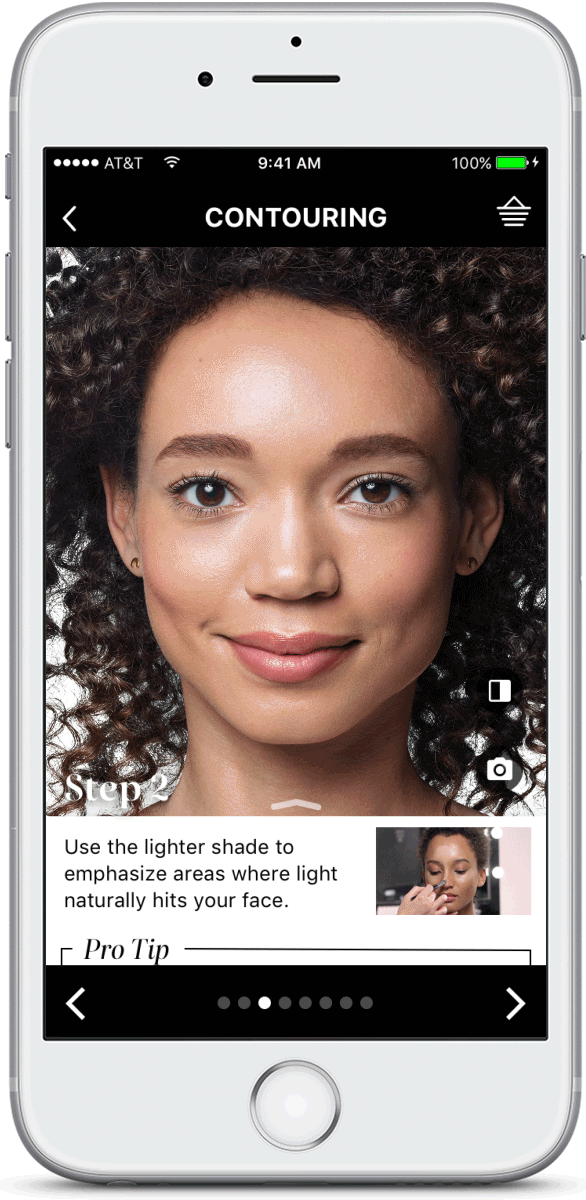 AT&T
9:41 AM
100%
CONTOURING
Step 2
Use the lighter shade to
emphasize areas where light
naturally hits your face.
Pro Tip